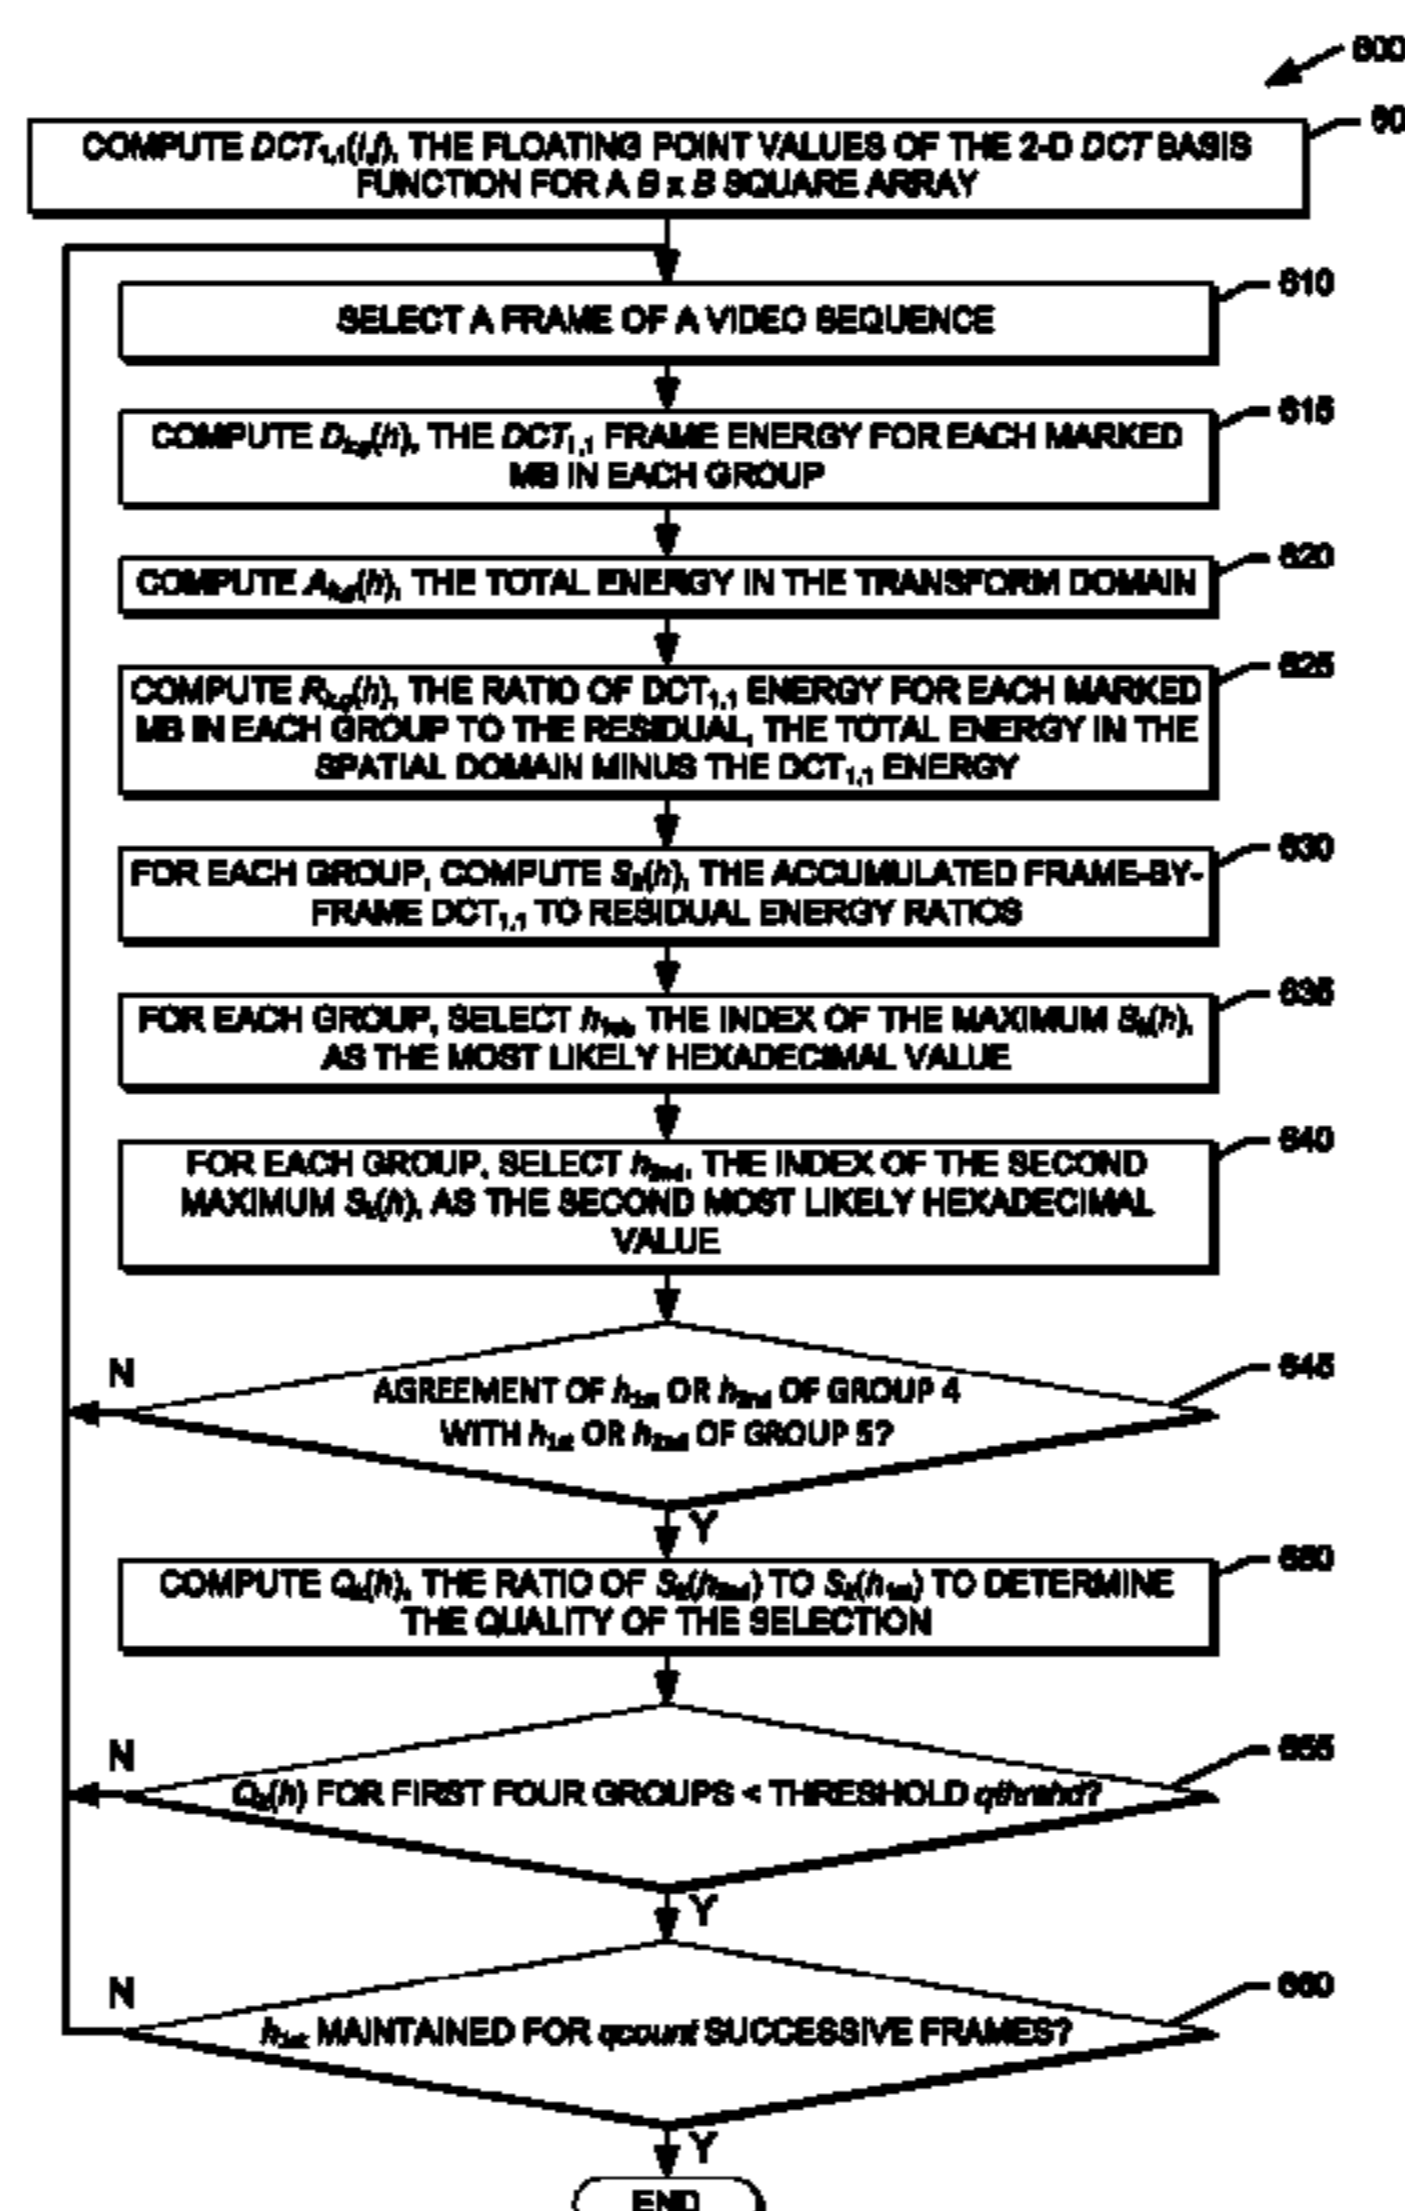 600
60
COMPUTE DCT1,1(i,j), THE FLOATING POINT VALUES OF THE 2-D DCT BASIS
FUNCTION FOR A B x B SQUARE ARRAY
610
SELECT A FRAME OF A VIDEO SEQUENCE
615
COMPUTE Dk,g(h), THE DCT1,1 FRAME ENERGY FOR EACH MARKED
MB IN EACH GROUP
620
COMPUTE Ak,g(h), THE TOTAL ENERGY IN THE TRANSFORM DOMAIN
625
COMPUTE Rk,g(h), THE RATIO OF DCT1,1 ENERGY FOR EACH MARKED
MB IN EACH GROUP TO THE RESIDUAL, THE TOTAL ENERGY IN THE
SPATIAL DOMAIN MINUS THE DCT1,1 ENERGY
630
FOR EACH GROUP, COMPUTE Sk(h), THE ACCUMULATED FRAME-BY-
FRAME DCT1,1 TO RESIDUAL ENERGY RATIOS
635
FOR EACH GROUP, SELECT h1st, THE INDEX OF THE MAXIMUM Sk(h),
AS THE MOST LIKELY HEXADECIMAL VALUE
640
FOR EACH GROUP, SELECT h2nd, THE INDEX OF THE SECOND
MAXIMUM Sk(h), AS THE SECOND MOST LIKELY HEXADECIMAL
VALUE
645
N
AGREEMENT OF h1st OR h2nd OF GROUP 4
WITH h1st OR h2nd OF GROUP 5?
Y
650
COMPUTE Qk(h), THE RATIO OF Sk(h2nd) TO Sk(h1st) TO DETERMINE
THE QUALITY OF THE SELECTION
655
N
Qk(h) FOR FIRST FOUR GROUPS < THRESHOLD qthrshd?
Y
660
N
h1st MAINTAINED FOR qcount SUCCESSIVE FRAMES?
Y
END